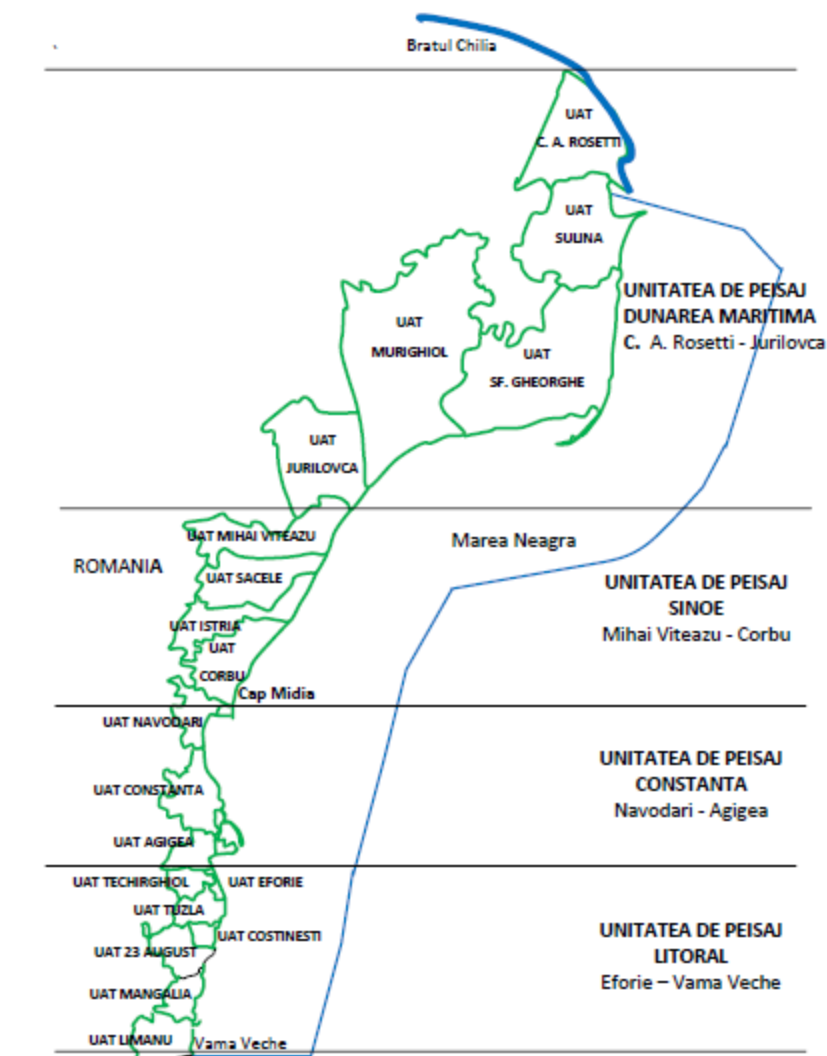 Bratul Chilia
UAT
C. A. ROSETTI
UAT
SULINA
UNITATEA DE PEISAJ
DUNAREA MARITIMA
C. A. Rosetti - Jurilovca
UAT
MURIGHIOL
UAT
SF. GHEORGHE
UAT
JURILOVCA
UAT MIHAI VITEAZU
Marea Neagra
ROMANIA
UAT SACELE
UNITATEA DE PEISAJ
SINOE
Mihai Viteazu - Corbu
UAT ISTRIA
UAT
CORBU
Cap Midia
UAT NAVODARI
UNITATEA DE PEISAJ
CONSTANTA
Navodari - Agigea
UAT CONSTANTA
UAT AGIGEA
UAT TECHIRGHIOL
UAT EFORIE
UAT TUZLA
UAT COSTINESTI
UNITATEA DE PEISAJ
LITORAL
Eforie – Vama Veche
UAT 23 AUGUST
UAT MANGALIA
UAT LIMANU
Vama Veche